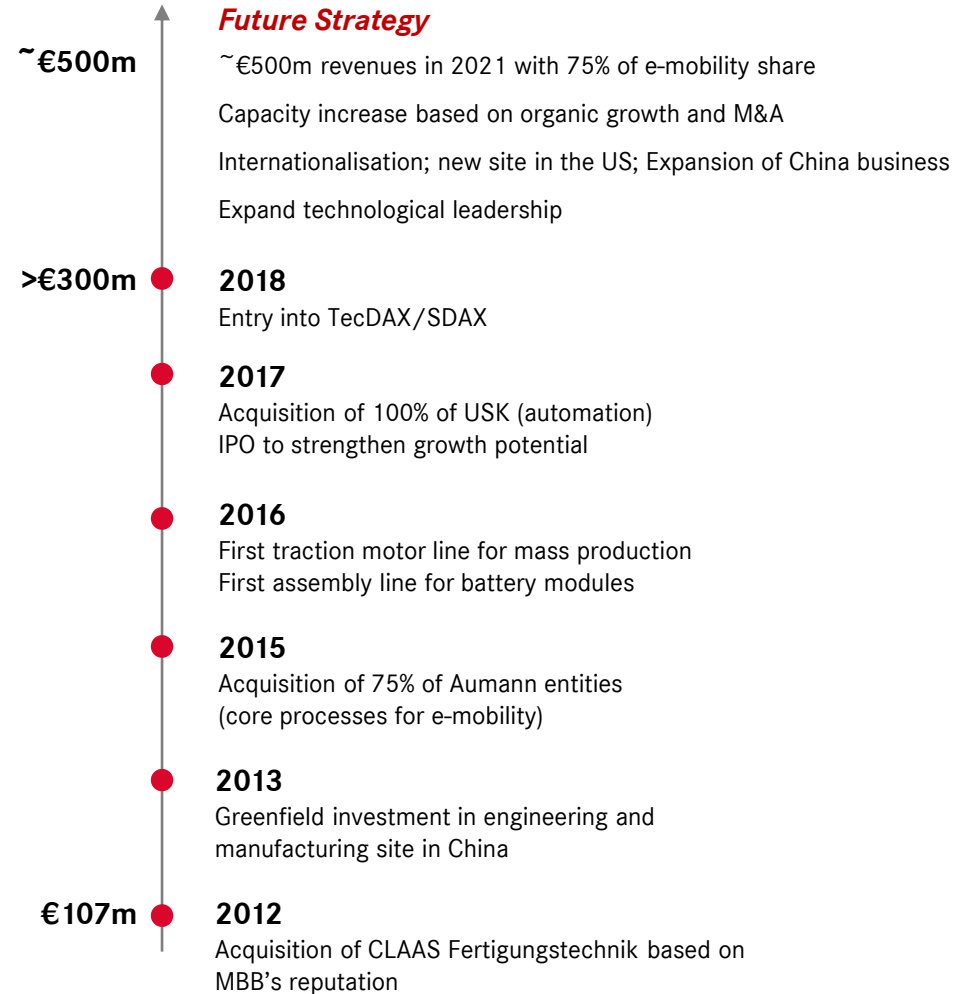 Future Strategy
~€500m
~€500m revenues in 2021 with 75% of e-mobility share
Capacity increase based on organic growth and M&A
Internationalisation; new site in the US; Expansion of China business
Expand technological leadership
>€300m
2018
Entry into TecDAX/SDAX
2017
Acquisition of 100% of USK (automation)
IPO to strengthen growth potential
2016
First traction motor line for mass production
First assembly line for battery modules
2015
Acquisition of 75% of Aumann entities
(core processes for e-mobility)
2013
Greenfield investment in engineering and
manufacturing site in China
€107m
2012
Acquisition of CLAAS Fertigungstechnik based on
MBB’s reputation